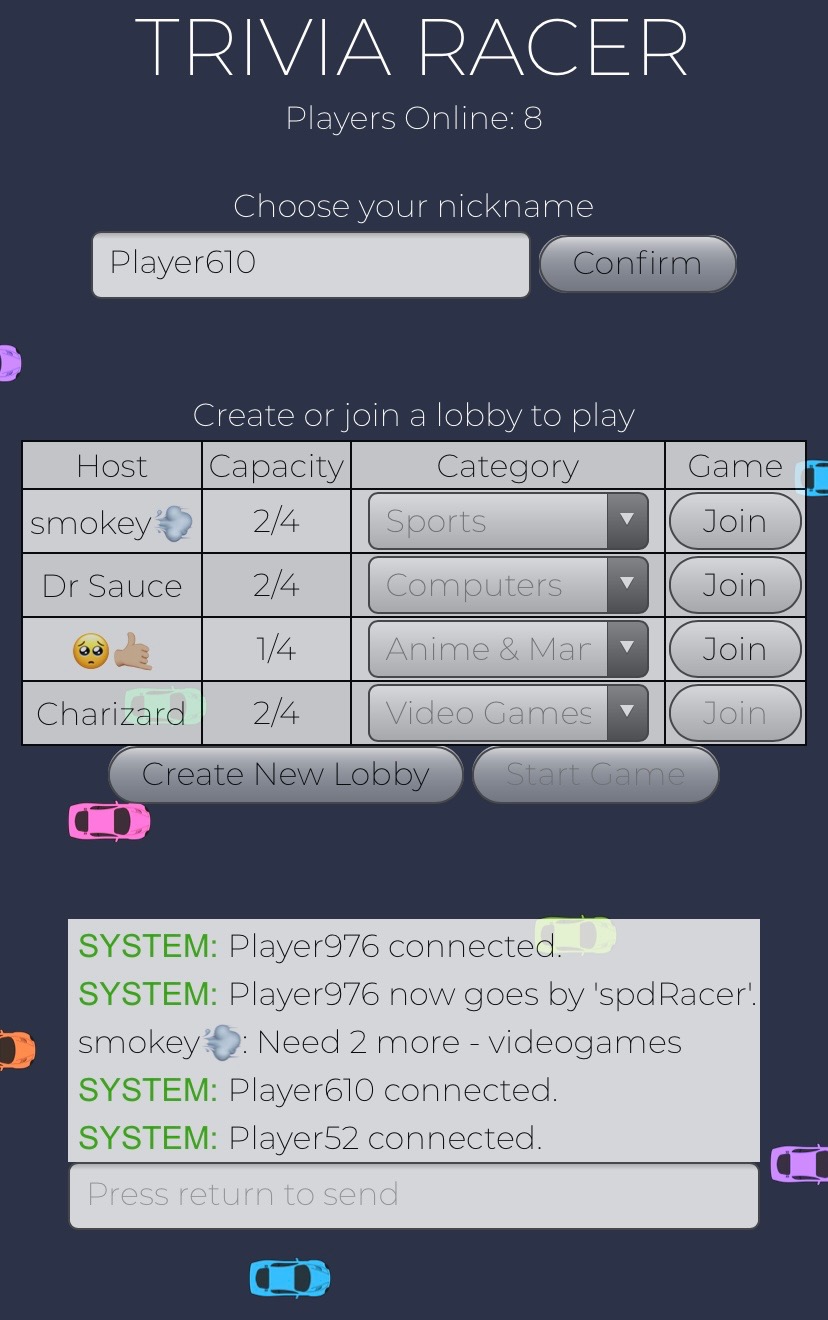 TRIVIA RACER
Players Online: 8
Choose your nickname
Player610 Confirm
Create or join a lobby to play
Host Capacity Category Game
smokey💨 2/4 Sports Join
Dr Sauce 2/4 Computers Join
🥺🤙🏼 1/4 Anime & Mar Join
Charizard 2/4 Video Games Join
Create New Lobby Start Game
SYSTEM: Player976 connected.
SYSTEM: Player976 now goes by 'spdRacer'.
smokey💨: Need 2 more - videogames
SYSTEM: Player610 connected.
SYSTEM: Player52 connected.
Press return to send